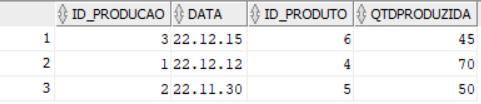 ID_PRODUCAO DATA ID_PRODUTO QTDPRODUZIDA
1 3 22.12.15 6 45
2 1 22.12.12 4 70
3 2 22.11.30 5 50